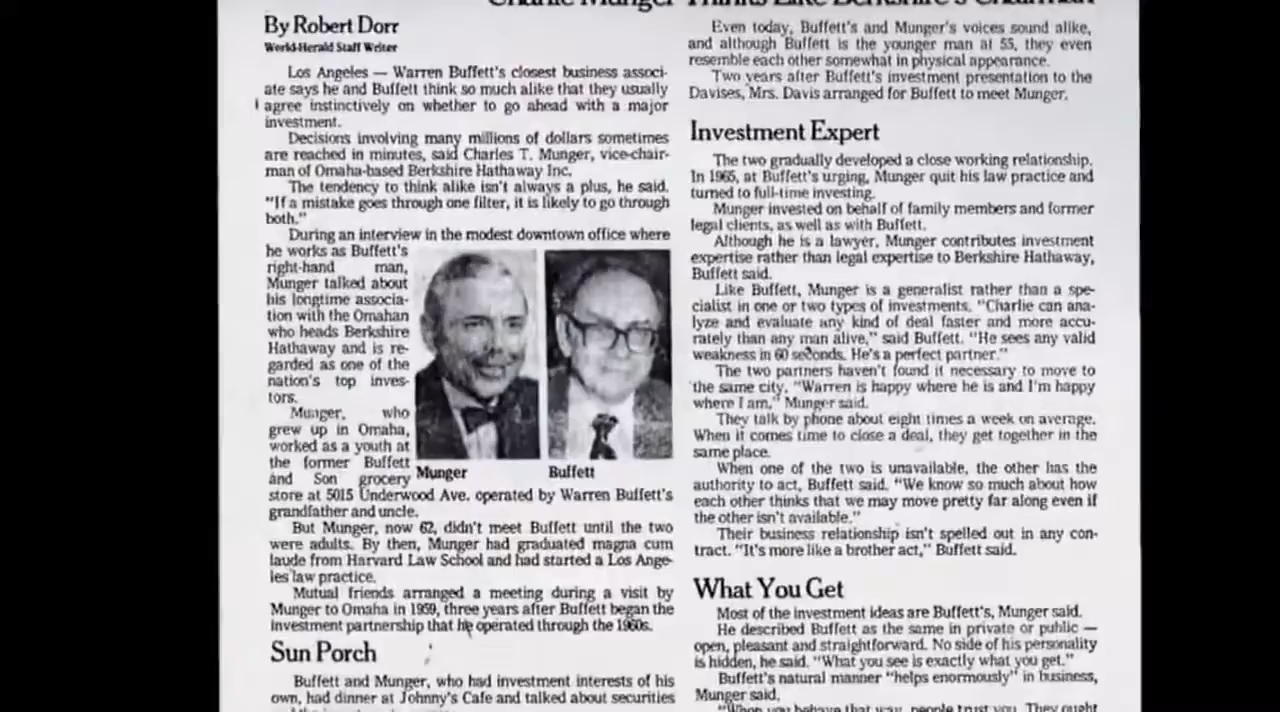 Charlie Munger Thinks Like Berkshire's Chairman
By Robert Dorr
World-Herald Staff Writer
Los Angeles — Warren Buffett's closest business associ-
ate says he and Buffett think so much alike that they usually
agree instinctively on whether to go ahead with a major
investment.
Decisions involving many millions of dollars sometimes
are reached in minutes, said Charles T. Munger, vice-chair-
man of Omaha-based Berkshire Hathaway Inc.
The tendency to think alike isn't always a plus, he said.
"If a mistake goes through one filter, it is likely to go through
both."
During an interview in the modest downtown office where
he works as Buffett's
right-hand man,
Munger talked about
his longtime associa-
tion with the Omahan
who heads Berkshire
Hathaway and is re-
garded as one of the
nation's top inves-
tors.
Munger, who
grew up in Omaha,
worked as a youth at
the former Buffett
and Son grocery
Munger
Buffett
store at 5015 Underwood Ave. operated by Warren Buffett's
grandfather and uncle.
But Munger, now 62, didn't meet Buffett until the two
were adults. By then, Munger had graduated magna cum
laude from Harvard Law School and had started a Los Ange-
les law practice.
Mutual friends arranged a meeting during a visit by
Munger to Omaha in 1959, three years after Buffett began the
investment partnership that he operated through the 1960s.
Sun Porch
Buffett and Munger, who had investment interests of his
own, had dinner at Johnny's Cafe and talked about securities
Even today, Buffett's and Munger's voices sound alike,
and although Buffett is the younger man at 55, they even
resemble each other somewhat in physical appearance.
Two years after Buffett's investment presentation to the
Davises, Mrs. Davis arranged for Buffett to meet Munger.
Investment Expert
The two gradually developed a close working relationship.
In 1965, at Buffett's urging, Munger quit his law practice and
turned to full-time investing.
Munger invested on behalf of family members and former
legal clients, as well as with Buffett.
Although he is a lawyer, Munger contributes investment
expertise rather than legal expertise to Berkshire Hathaway,
Buffett said.
Like Buffett, Munger is a generalist rather than a spe-
cialist in one or two types of investments. "Charlie can ana-
lyze and evaluate any kind of deal faster and more accu-
rately than any man alive," said Buffett. "He sees any valid
weakness in 60 seconds. He's a perfect partner."
The two partners haven't found it necessary to move to
the same city. "Warren is happy where he is and I'm happy
where I am," Munger said.
They talk by phone about eight times a week on average.
When it comes time to close a deal, they get together in the
same place.
When one of the two is unavailable, the other has the
authority to act, Buffett said. "We know so much about how
each other thinks that we may move pretty far along even if
the other isn't available."
Their business relationship isn't spelled out in any con-
tract. "It's more like a brother act," Buffett said.
What You Get
Most of the investment ideas are Buffett's, Munger said.
He described Buffett as the same in private or public —
open, pleasant and straightforward. No side of his personality
is hidden, he said. "What you see is exactly what you get."
Buffett's natural manner "helps enormously" in business,
Munger said.
"When you behave that way, people trust you. They ought